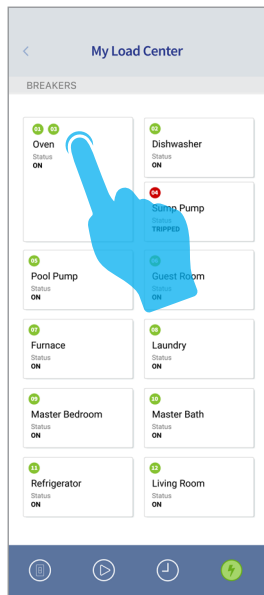 My Load Center
BREAKERS
01 03
Oven
Status
ON
02
Dishwasher
Status
ON
04
Sump Pump
Status
TRIPPED
05
Pool Pump
Status
ON
Guest Room
Status
ON
07
Furnace
Status
ON
08
Laundry
Status
ON
09
Master Bedroom
Status
ON
10
Master Bath
Status
ON
11
Refrigerator
Status
ON
12
Living Room
Status
ON